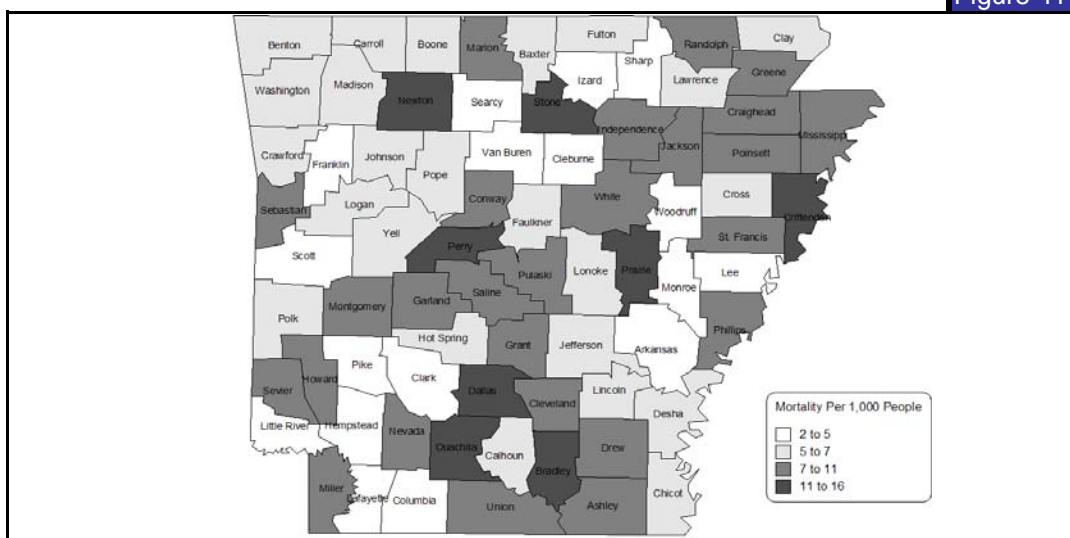 Figure 11
Benton
Carroll
Boone
Marion
Baxter
Fulton
Sharp
Randolph
Clay
Washington
Madison
Newton
Searcy
Stone
Izard
Lawrence
Greene
Crawford
Franklin
Johnson
Pope
Van Buren
Cleburne
Independence
Jackson
Craighead
Poinsett
Mississippi
Sebastian
Logan
Yell
Conway
Faulkner
White
Woodruff
Cross
Crittenden
St. Francis
Scott
Perry
Pulaski
Lonoke
Prairie
Monroe
Lee
Polk
Montgomery
Garland
Saline
Hot Spring
Grant
Jefferson
Arkansas
Phillips
Sevier
Howard
Pike
Clark
Dallas
Cleveland
Lincoln
Desha
Little River
Hempstead
Nevada
Ouachita
Calhoun
Bradley
Drew
Chicot
Miller
Lafayette
Columbia
Union
Ashley
Mortality Per 1,000 People
2 to 5
5 to 7
7 to 11
11 to 16